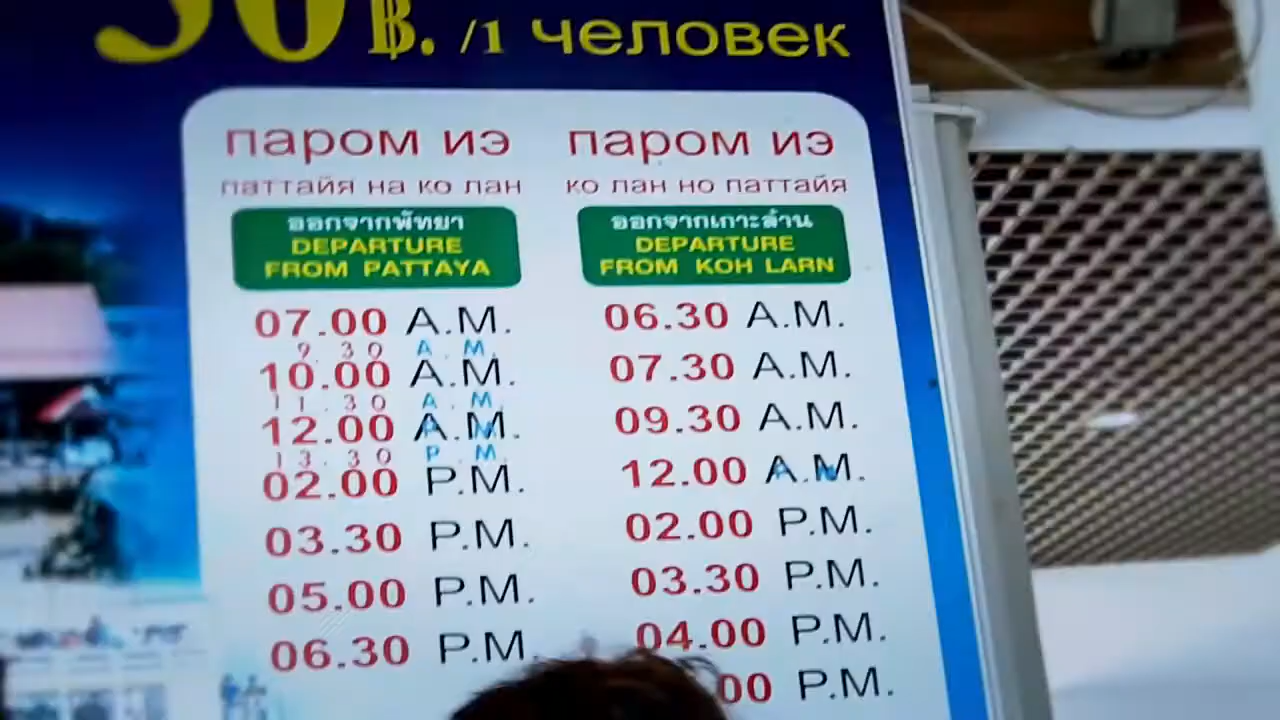 ฿. /1 человек
паром иэ
паттайя на ко лан
ออกจากพัทยา
DEPARTURE
FROM PATTAYA
07.00 A.M.
9.30 A.M.
10.00 A.M.
11.30 A.M.
12.00 A.M.
13.30 P.M.
02.00 P.M.
03.30 P.M.
05.00 P.M.
06.30 P.M.
паром иэ
ко лан но паттайя
ออกจากเกาะล้าน
DEPARTURE
FROM KOH LARN
06.30 A.M.
07.30 A.M.
09.30 A.M.
12.00 A.M.
02.00 P.M.
03.30 P.M.
04.00 P.M.
00 P.M.